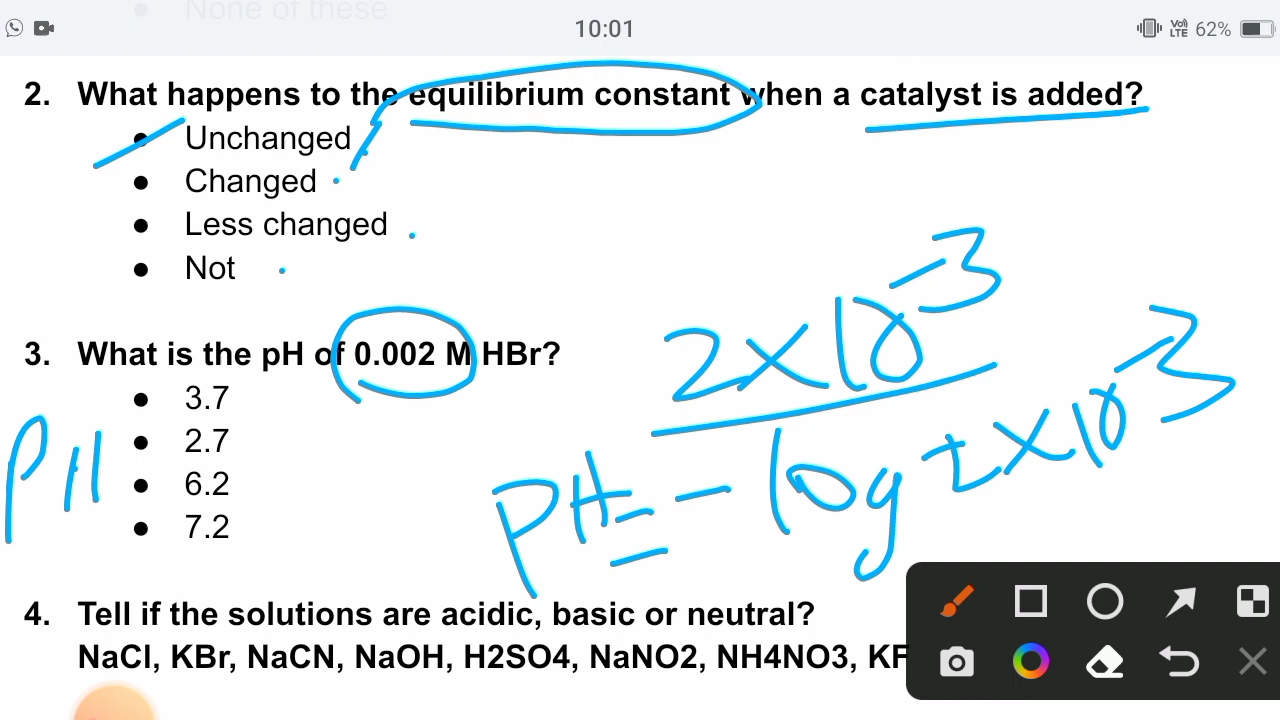 None of these
10:01
Vo) LTE 62%
2. What happens to the equilibrium constant when a catalyst is added?
● Unchanged
● Changed
● Less changed
● Not
2x10-3
3. What is the pH of 0.002 M HBr?
● 3.7
● 2.7
● 6.2
● 7.2
PH
PH= - log 2x10-3
4. Tell if the solutions are acidic, basic or neutral?
NaCl, KBr, NaCN, NaOH, H2SO4, NaNO2, NH4NO3, KF